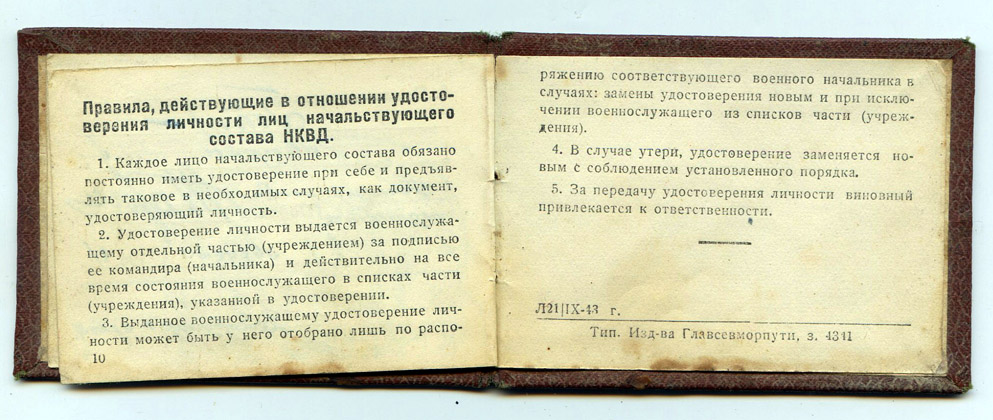 Правила, действующие в отношении удосто-
верения личности лиц начальствующего
состава НКВД.
1. Каждое лицо начальствующего состава обязано
постоянно иметь удостоверение при себе и предъяв-
лять таковое в необходимых случаях, как документ,
удостоверяющий личность.
2. Удостоверение личности выдается военнослужа-
щему отдельной частью (учреждением) за подписью
ее командира (начальника) и действительно на все
время состояния военнослужащего в списках части
(учреждения), указанной в удостоверении.
3. Выданное военнослужащему удостоверение лич-
ности может быть у него отобрано лишь по распо-
10
ряжению соответствующего военного начальника в
случаях: замены удостоверения новым и при исклю-
чении военнослужащего из списков части (учреж-
дения).
4. В случае утери, удостоверение заменяется но-
вым с соблюдением установленного порядка.
5. За передачу удостоверения личности виновный
привлекается к ответственности.
Л21|IX-43 г.
Тип. Изд-ва Главсевморпути, з. 4341